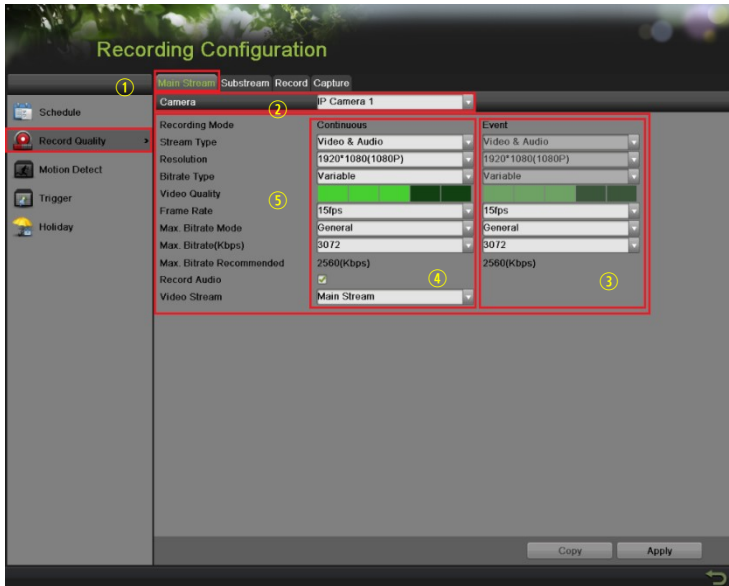 Recording Configuration
①
Main Stream Substream Record Capture
Schedule
Record Quality >
Motion Detect
Trigger
Holiday
Camera ② IP Camera 1
Recording Mode Continuous Event
Stream Type Video & Audio Video & Audio
Resolution 1920*1080(1080P) 1920*1080(1080P)
Bitrate Type Variable Variable
Video Quality ⑤
Frame Rate 15fps 15fps
Max. Bitrate Mode General General
Max. Bitrate(Kbps) 3072 3072
Max. Bitrate Recommended 2560(Kbps) 2560(Kbps)
Record Audio ④ ③
Video Stream Main Stream
Copy Apply